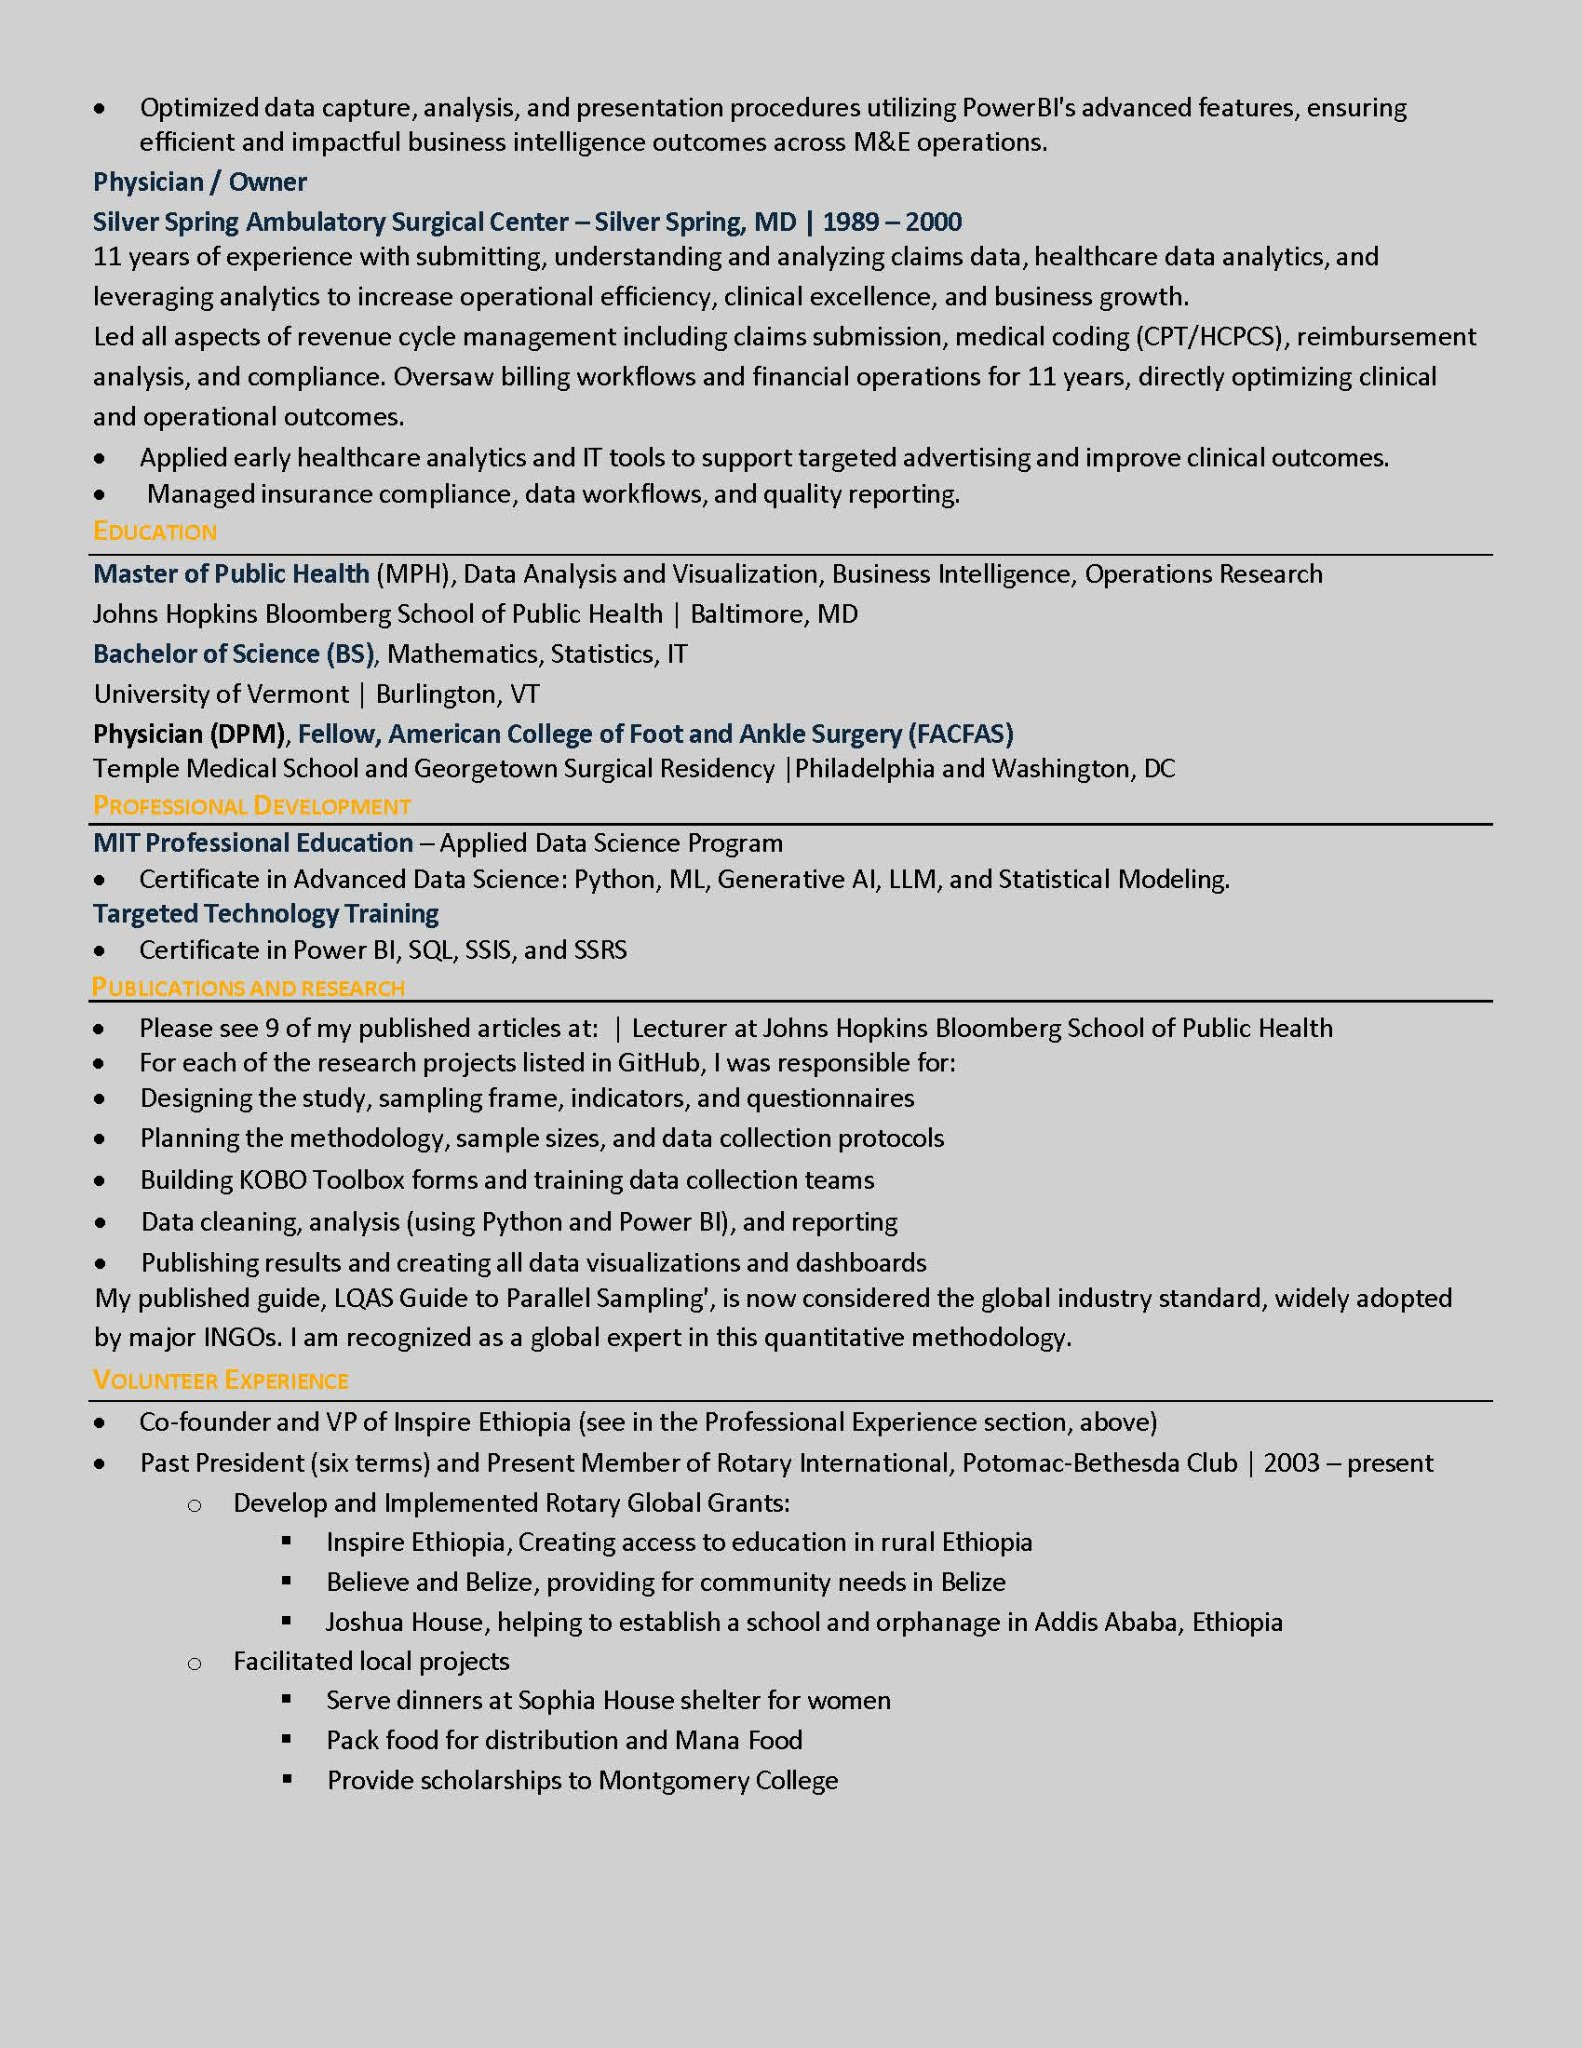 • Optimized data capture, analysis, and presentation procedures utilizing PowerBI's advanced features, ensuring
efficient and impactful business intelligence outcomes across M&E operations.
Physician / Owner
Silver Spring Ambulatory Surgical Center – Silver Spring, MD | 1989 – 2000
11 years of experience with submitting, understanding and analyzing claims data, healthcare data analytics, and
leveraging analytics to increase operational efficiency, clinical excellence, and business growth.
Led all aspects of revenue cycle management including claims submission, medical coding (CPT/HCPCS), reimbursement
analysis, and compliance. Oversaw billing workflows and financial operations for 11 years, directly optimizing clinical
and operational outcomes.
• Applied early healthcare analytics and IT tools to support targeted advertising and improve clinical outcomes.
• Managed insurance compliance, data workflows, and quality reporting.
EDUCATION
Master of Public Health (MPH), Data Analysis and Visualization, Business Intelligence, Operations Research
Johns Hopkins Bloomberg School of Public Health | Baltimore, MD
Bachelor of Science (BS), Mathematics, Statistics, IT
University of Vermont | Burlington, VT
Physician (DPM), Fellow, American College of Foot and Ankle Surgery (FACFAS)
Temple Medical School and Georgetown Surgical Residency |Philadelphia and Washington, DC
PROFESSIONAL DEVELOPMENT
MIT Professional Education – Applied Data Science Program
• Certificate in Advanced Data Science: Python, ML, Generative AI, LLM, and Statistical Modeling.
Targeted Technology Training
• Certificate in Power BI, SQL, SSIS, and SSRS
PUBLICATIONS AND RESEARCH
• Please see 9 of my published articles at: | Lecturer at Johns Hopkins Bloomberg School of Public Health
• For each of the research projects listed in GitHub, I was responsible for:
• Designing the study, sampling frame, indicators, and questionnaires
• Planning the methodology, sample sizes, and data collection protocols
• Building KOBO Toolbox forms and training data collection teams
• Data cleaning, analysis (using Python and Power BI), and reporting
• Publishing results and creating all data visualizations and dashboards
My published guide, LQAS Guide to Parallel Sampling', is now considered the global industry standard, widely adopted
by major INGOs. I am recognized as a global expert in this quantitative methodology.
VOLUNTEER EXPERIENCE
• Co-founder and VP of Inspire Ethiopia (see in the Professional Experience section, above)
• Past President (six terms) and Present Member of Rotary International, Potomac-Bethesda Club | 2003 – present
○ Develop and Implemented Rotary Global Grants:
▪ Inspire Ethiopia, Creating access to education in rural Ethiopia
▪ Believe and Belize, providing for community needs in Belize
▪ Joshua House, helping to establish a school and orphanage in Addis Ababa, Ethiopia
○ Facilitated local projects
▪ Serve dinners at Sophia House shelter for women
▪ Pack food for distribution and Mana Food
▪ Provide scholarships to Montgomery College